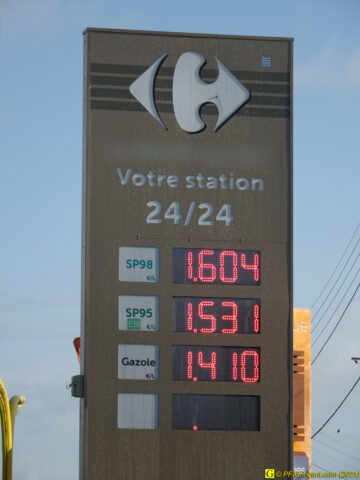 Votre station
24/24
SP98 €/L 1.604
SP95 E10 €/L 1.531
Gazole €/L 1.410
.